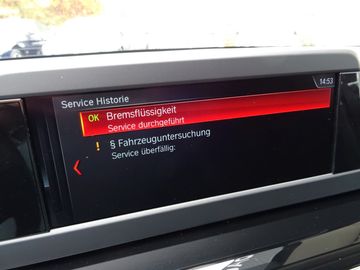 14:53
Service Historie
OK Bremsflüssigkeit
Service durchgeführt
! § Fahrzeuguntersuchung
Service überfällig: